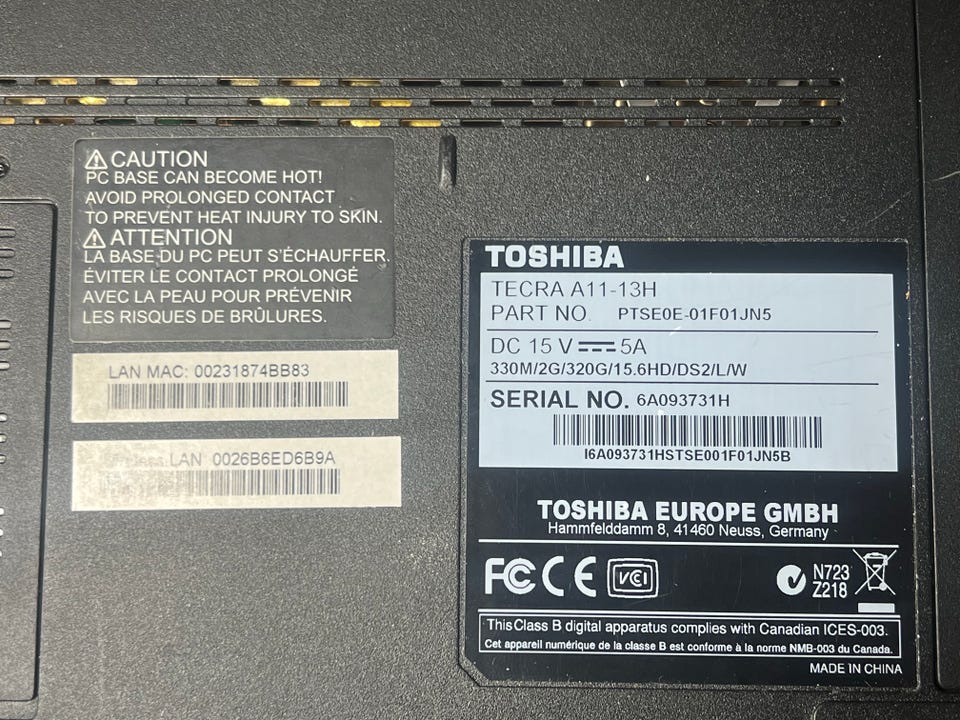 CAUTION
PC BASE CAN BECOME HOT!
AVOID PROLONGED CONTACT
TO PREVENT HEAT INJURY TO SKIN.
ATTENTION
LA BASE DU PC PEUT S'ÉCHAUFFER.
ÉVITER LE CONTACT PROLONGÉ
AVEC LA PEAU POUR PRÉVENIR
LES RISQUES DE BRÛLURES.
LAN MAC: 00231874BB83
LAN 0026B6ED6B9A
TOSHIBA
TECRA A11-13H
PART NO. PTSE0E-01F01JN5
DC 15 V 5A
330M/2G/320G/15.6HD/DS2/L/W
SERIAL NO. 6A093731H
I6A093731HSTSE001F01JN5B
TOSHIBA EUROPE GMBH
Hammfelddamm 8, 41460 Neuss, Germany
FC CE VCI
N723
Z218
This Class B digital apparatus complies with Canadian ICES-003.
Cet appareil numérique de la classe B est conforme à la norme NMB-003 du Canada.
MADE IN CHINA